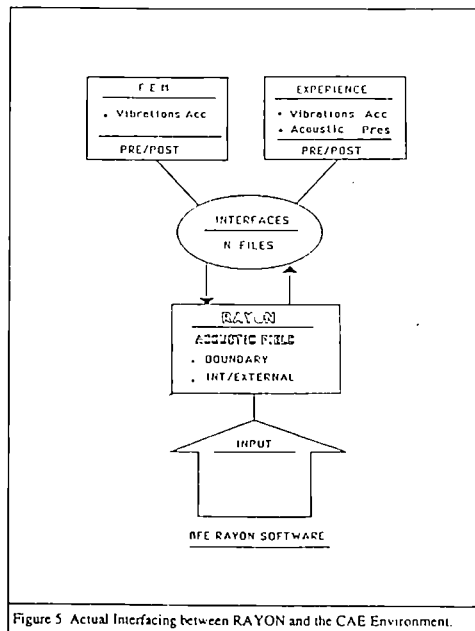 F E M
• Vibrations Acc
PRE/POST
EXPERIENCE
• Vibrations Acc
• Acoustic Pres
PRE/POST
INTERFACES
N FILES
RAYON
ACOUSTIC FIELD
• BOUNDARY
• INT/EXTERNAL
INPUT
BFE RAYON SOFTWARE
Figure 5 Actual Interfacing between RAYON and the CAE Environment.